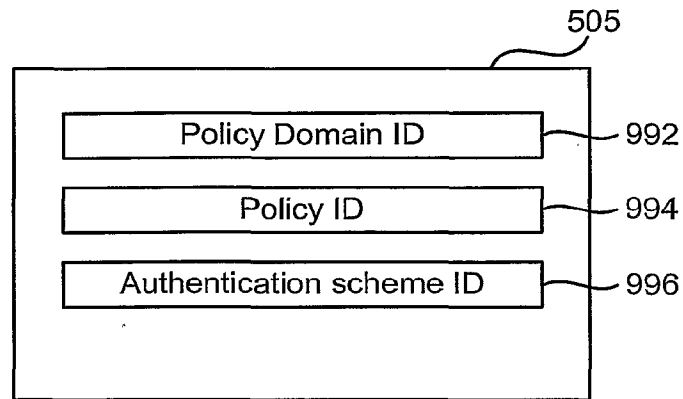 505
Policy Domain ID 992
Policy ID 994
Authentication scheme ID 996